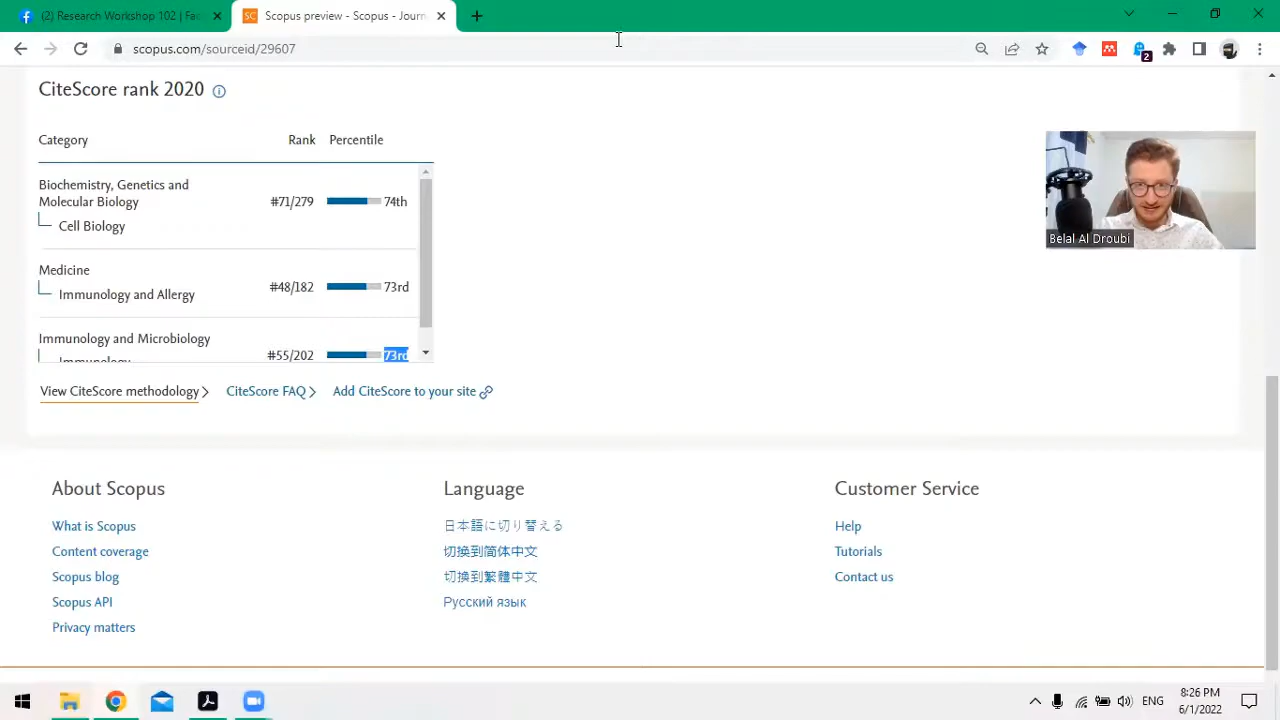 (2) Research Workshop 102 | Fac
Scopus preview - Scopus - Journ
scopus.com/sourceid/29607
2
CiteScore rank 2020
Category Rank Percentile
Biochemistry, Genetics and
Molecular Biology
#71/279 74th
Cell Biology
Medicine
#48/182 73rd
Immunology and Allergy
Immunology and Microbiology
#55/202 73rd
Immunology
Belal Al Droubi
View CiteScore methodology
CiteScore FAQ
Add CiteScore to your site
About Scopus
What is Scopus
Content coverage
Scopus blog
Scopus API
Privacy matters
Language
日本語に切り替える
切换到简体中文
切換到繁體中文
Русский язык
Customer Service
Help
Tutorials
Contact us
ENG
8:26 PM
6/1/2022